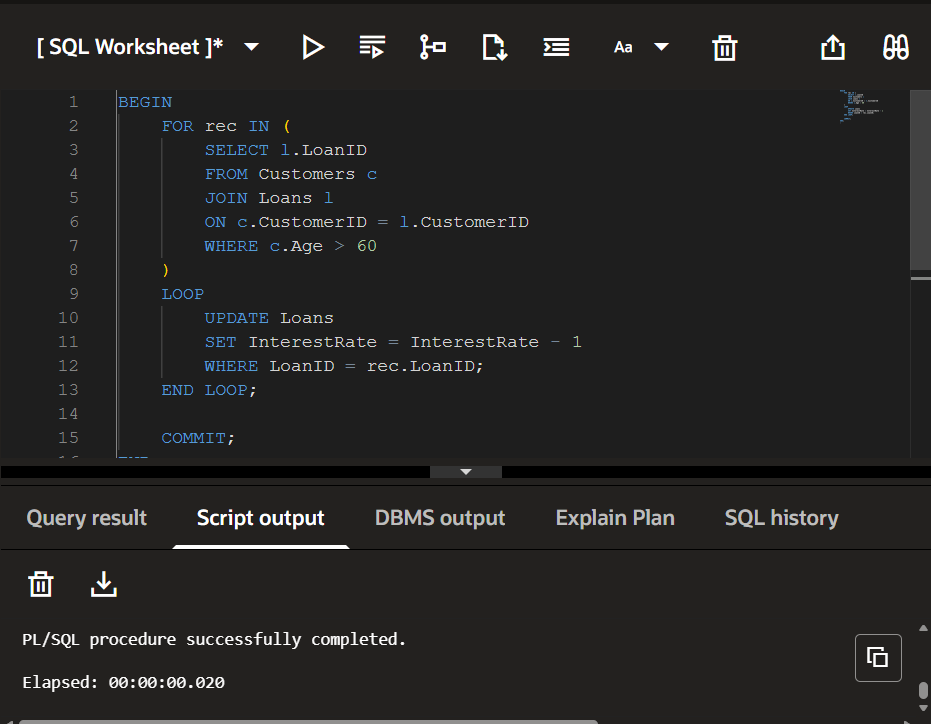 [ SQL Worksheet ]* Aa
1 BEGIN
2 FOR rec IN (
3 SELECT l.LoanID
4 FROM Customers c
5 JOIN Loans l
6 ON c.CustomerID = l.CustomerID
7 WHERE c.Age > 60
8 )
9 LOOP
10 UPDATE Loans
11 SET InterestRate = InterestRate - 1
12 WHERE LoanID = rec.LoanID;
13 END LOOP;
14
15 COMMIT;
Query result Script output DBMS output Explain Plan SQL history
PL/SQL procedure successfully completed.
Elapsed: 00:00:00.020